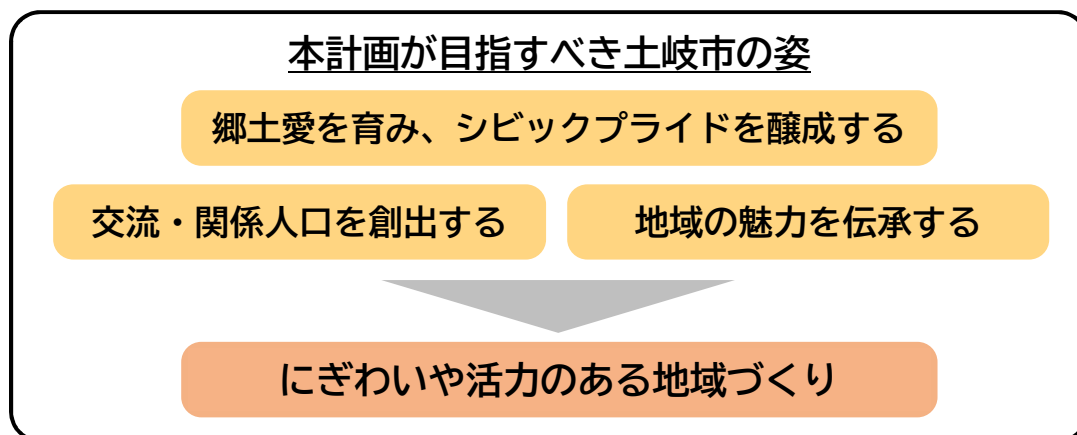 本計画が目指すべき土岐市の姿
郷土愛を育み、シビックプライドを醸成する
交流・関係人口を創出する
地域の魅力を伝承する
にぎわいや活力のある地域づくり